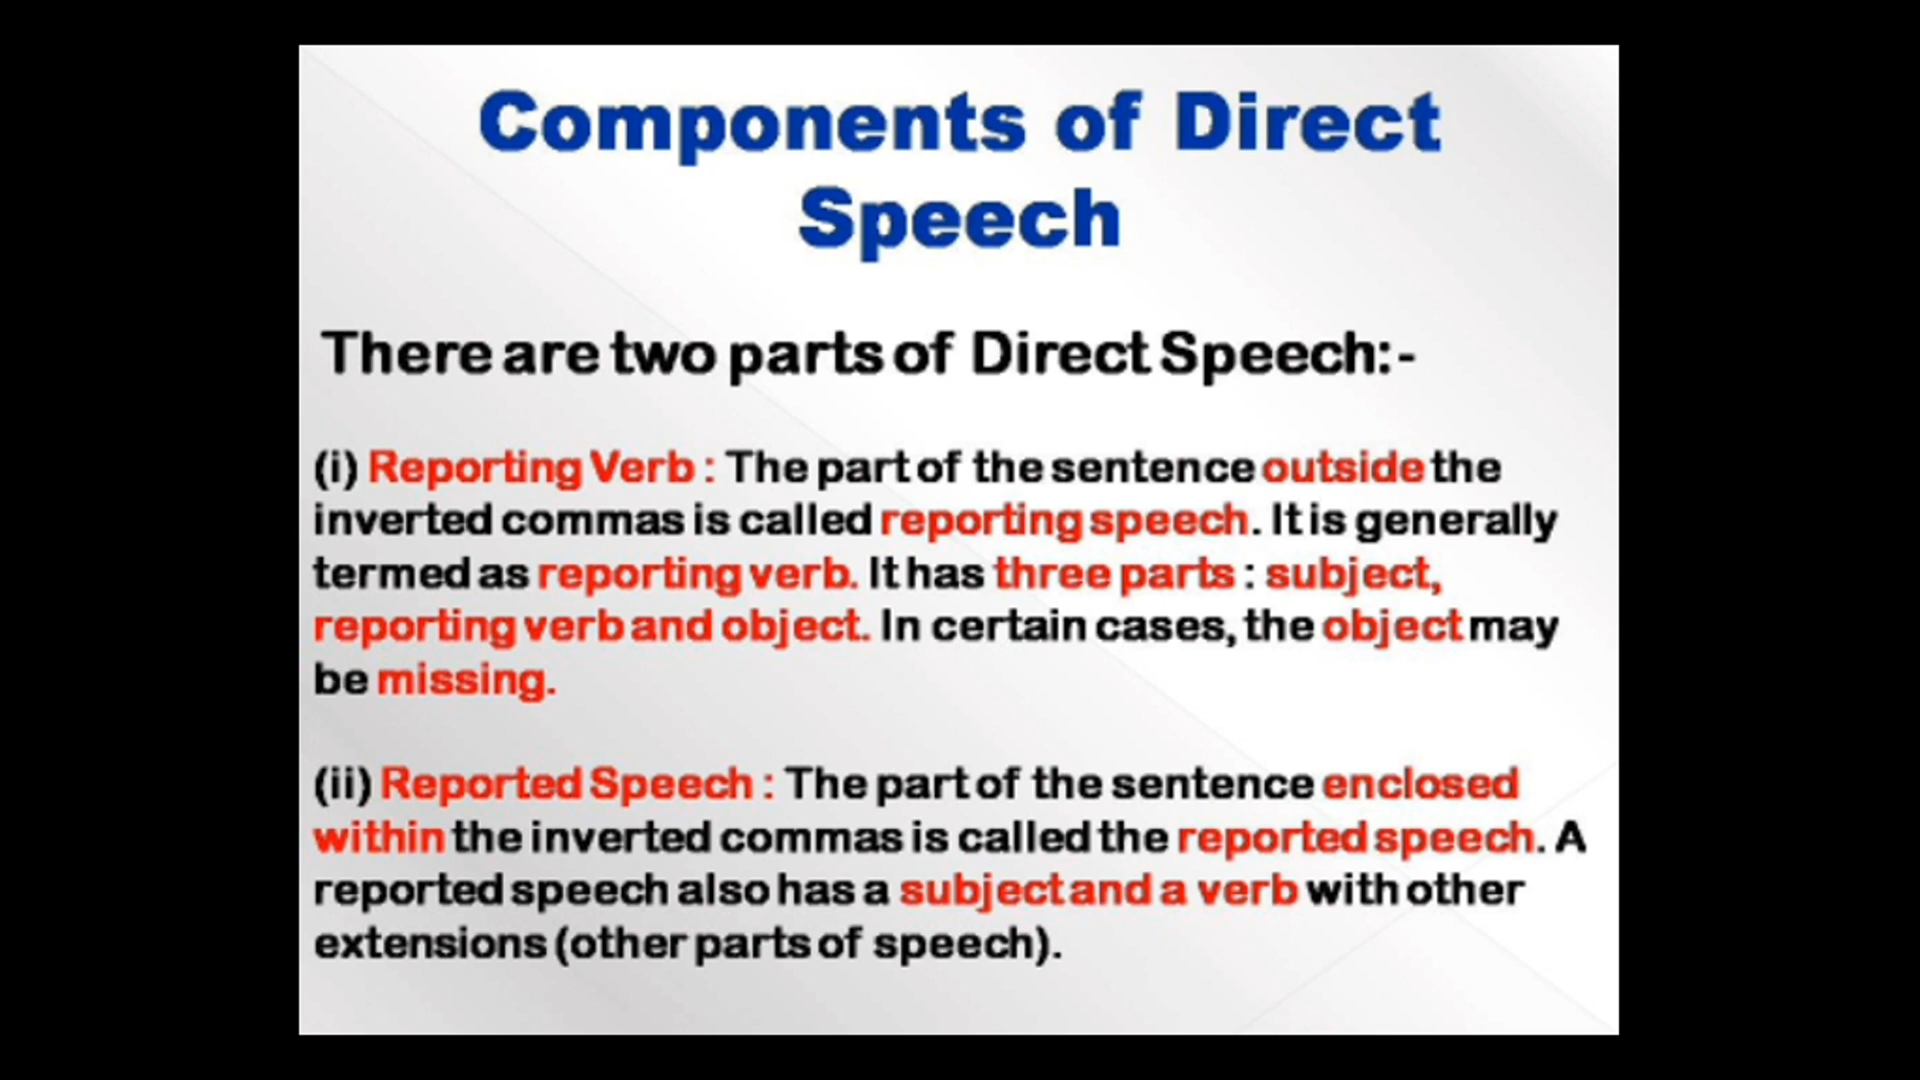 Components of Direct
Speech
There are two parts of Direct Speech:-
(i) Reporting Verb : The part of the sentence outside the
inverted commas is called reporting speech. It is generally
termed as reporting verb. It has three parts : subject,
reporting verb and object. In certain cases, the object may
be missing.
(ii) Reported Speech : The part of the sentence enclosed
within the inverted commas is called the reported speech. A
reported speech also has a subject and a verb with other
extensions (other parts of speech).